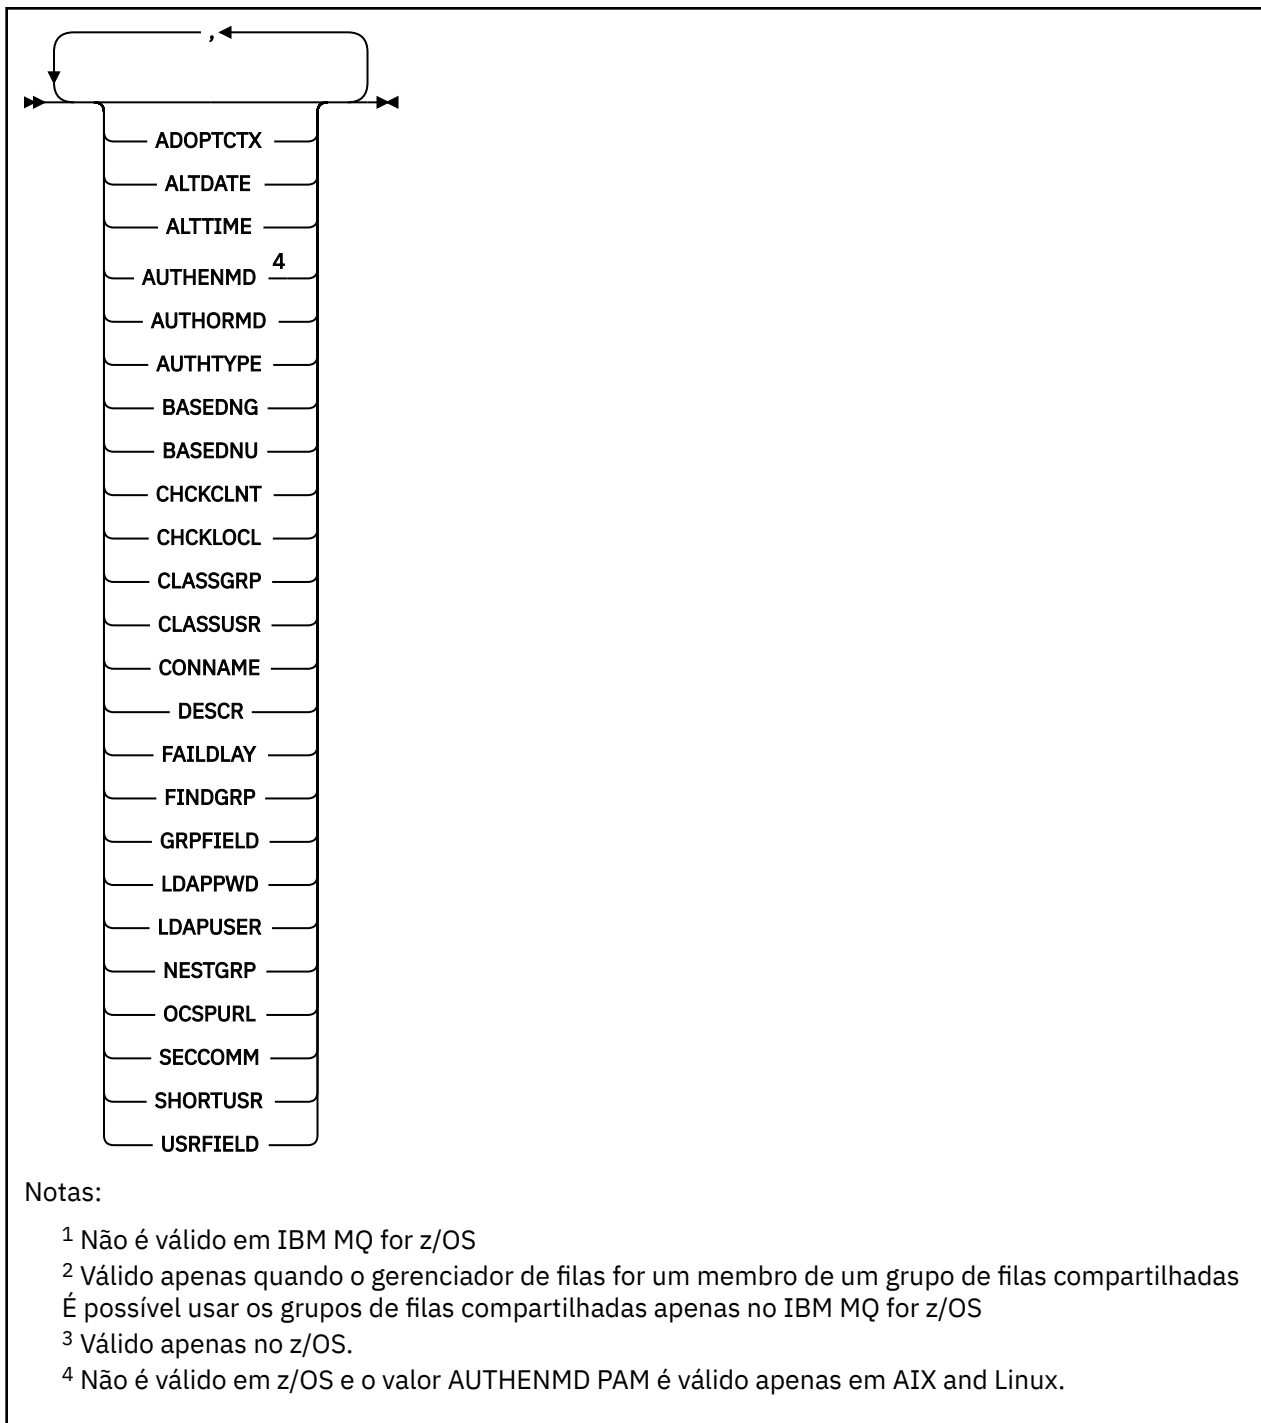 ,
ADOPTCTX
ALTDATE
ALTTIME
AUTHENMD 4
AUTHORMD
AUTHTYPE
BASEDNG
BASEDNU
CHCKCLNT
CHCKLOCL
CLASSGRP
CLASSUSR
CONNAME
DESCR
FAILDLAY
FINDGRP
GRPFIELD
LDAPPWD
LDAPUSER
NESTGRP
OCSPURL
SECCOMM
SHORTUSR
USRFIELD
Notas:
1 Não é válido em IBM MQ for z/OS
2 Válido apenas quando o gerenciador de filas for um membro de um grupo de filas compartilhadas
É possível usar os grupos de filas compartilhadas apenas no IBM MQ for z/OS
3 Válido apenas no z/OS.
4 Não é válido em z/OS e o valor AUTHENMD PAM é válido apenas em AIX and Linux.